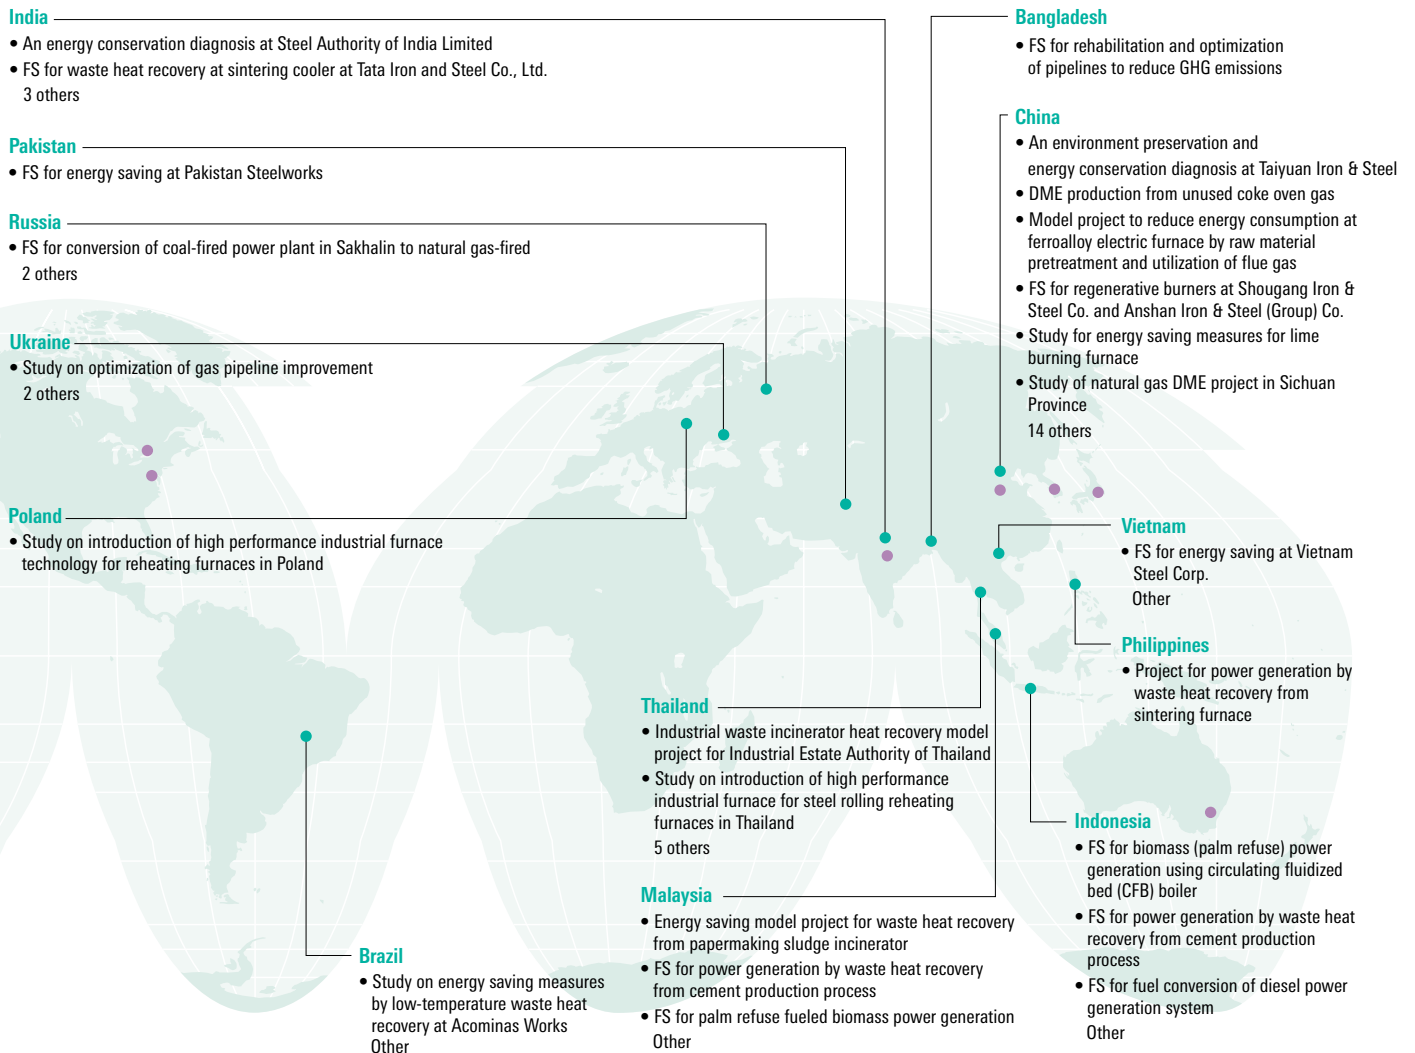 India
• An energy conservation diagnosis at Steel Authority of India Limited
• FS for waste heat recovery at sintering cooler at Tata Iron and Steel Co., Ltd.
3 others
Pakistan
• FS for energy saving at Pakistan Steelworks
Russia
• FS for conversion of coal-fired power plant in Sakhalin to natural gas-fired
2 others
Ukraine
• Study on optimization of gas pipeline improvement
2 others
Poland
• Study on introduction of high performance industrial furnace
technology for reheating furnaces in Poland
Brazil
• Study on energy saving measures
by low-temperature waste heat
recovery at Acominas Works
Other
Thailand
• Industrial waste incinerator heat recovery model
project for Industrial Estate Authority of Thailand
• Study on introduction of high performance
industrial furnace for steel rolling reheating
furnaces in Thailand
5 others
Malaysia
• Energy saving model project for waste heat recovery
from papermaking sludge incinerator
• FS for power generation by waste heat recovery
from cement production process
• FS for palm refuse fueled biomass power generation
Other
Bangladesh
• FS for rehabilitation and optimization
of pipelines to reduce GHG emissions
China
• An environment preservation and
energy conservation diagnosis at Taiyuan Iron & Steel
• DME production from unused coke oven gas
• Model project to reduce energy consumption at
ferroalloy electric furnace by raw material
pretreatment and utilization of flue gas
• FS for regenerative burners at Shougang Iron &
Steel Co. and Anshan Iron & Steel (Group) Co.
• Study for energy saving measures for lime
burning furnace
• Study of natural gas DME project in Sichuan
Province
14 others
Vietnam
• FS for energy saving at Vietnam
Steel Corp.
Other
Philippines
• Project for power generation by
waste heat recovery from
sintering furnace
Indonesia
• FS for biomass (palm refuse) power
generation using circulating fluidized
bed (CFB) boiler
• FS for power generation by waste heat
recovery from cement production
process
• FS for fuel conversion of diesel power
generation system
Other